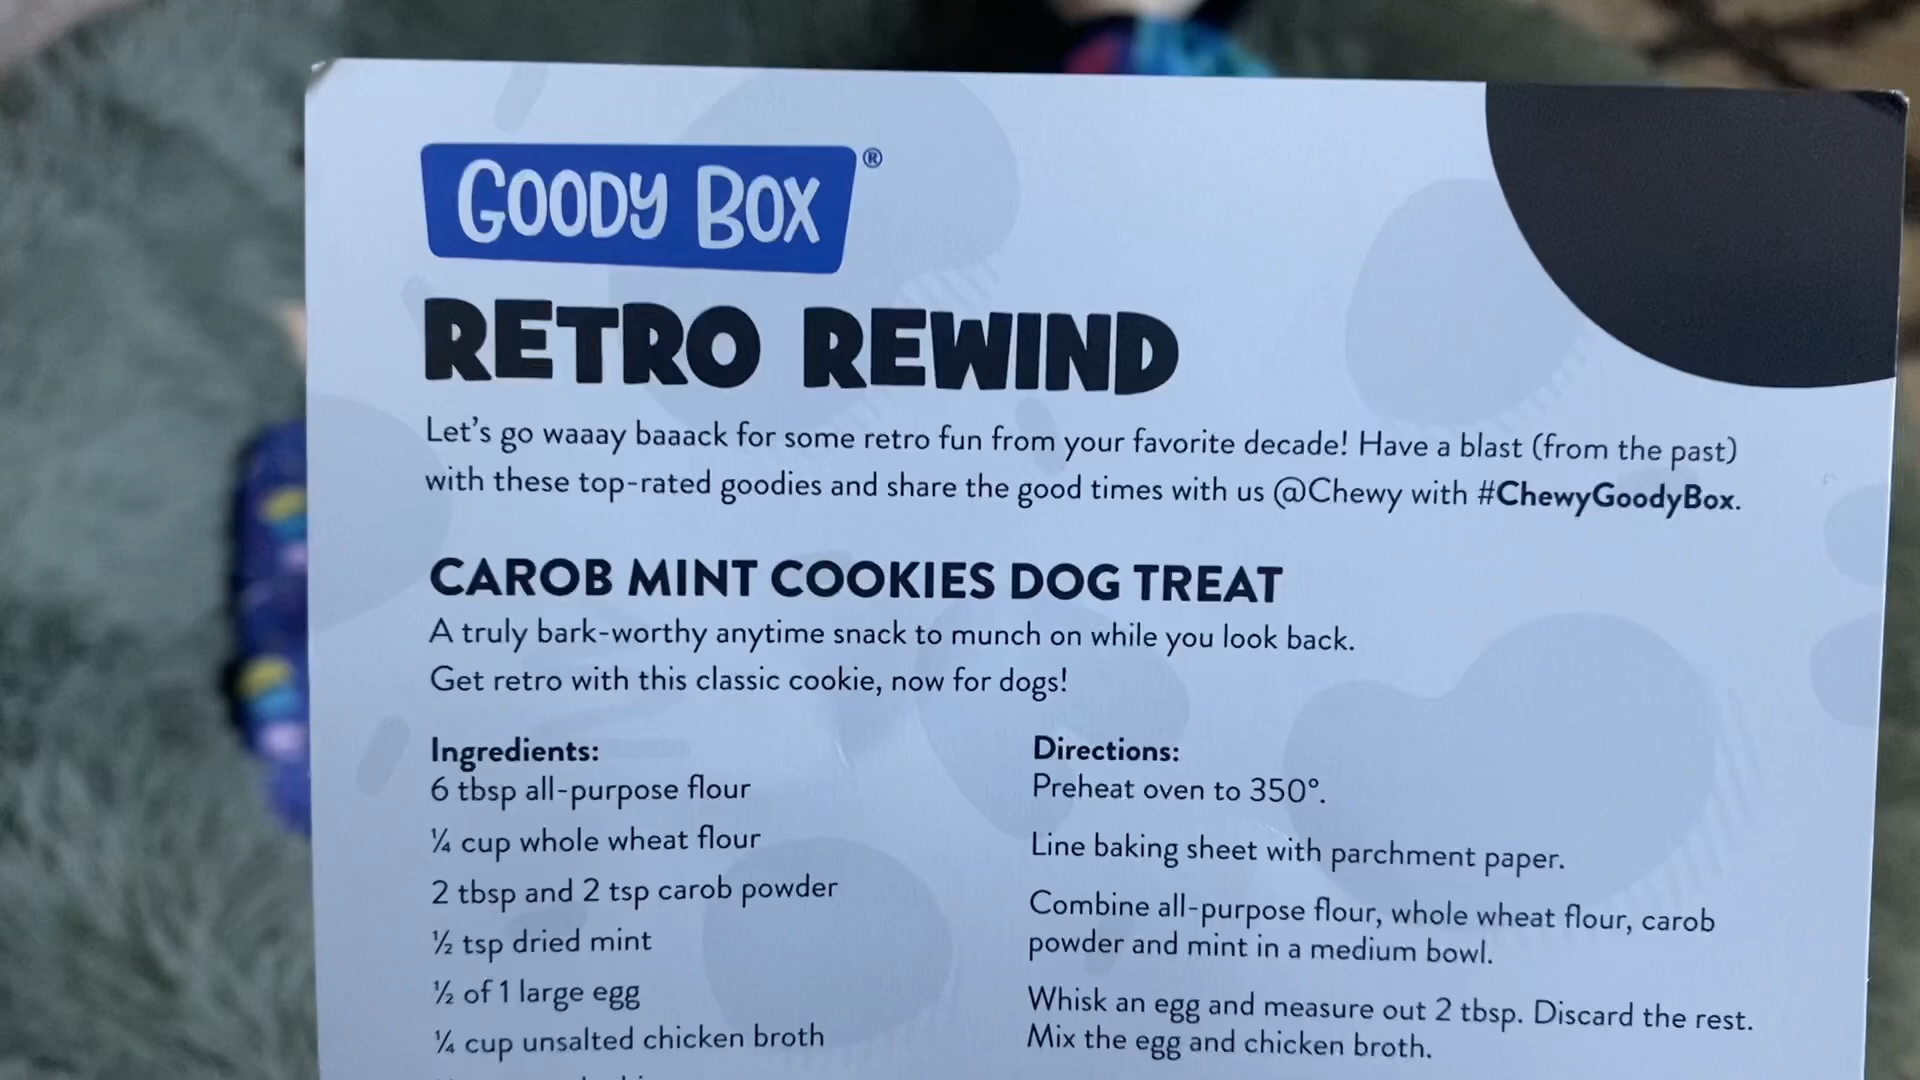 GOODY BOX®
RETRO REWIND
Let's go waaay baaack for some retro fun from your favorite decade! Have a blast (from the past)
with these top-rated goodies and share the good times with us @Chewy with #ChewyGoodyBox.
CAROB MINT COOKIES DOG TREAT
A truly bark-worthy anytime snack to munch on while you look back.
Get retro with this classic cookie, now for dogs!
Ingredients:
6 tbsp all-purpose flour
¼ cup whole wheat flour
2 tbsp and 2 tsp carob powder
½ tsp dried mint
½ of 1 large egg
¼ cup unsalted chicken broth
Directions:
Preheat oven to 350°.
Line baking sheet with parchment paper.
Combine all-purpose flour, whole wheat flour, carob
powder and mint in a medium bowl.
Whisk an egg and measure out 2 tbsp. Discard the rest.
Mix the egg and chicken broth.